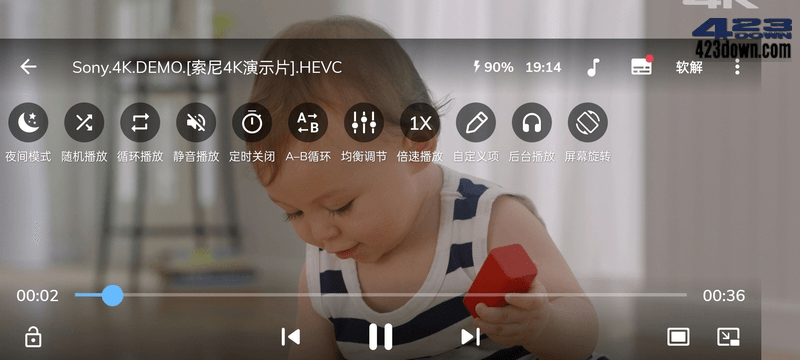 4K
423
DOWN
423down.com
Sony.4K.DEMO.[索尼4K演示片].HEVC
90%
19:14
软解
A
B
1X
夜间模式
随机播放
循环播放
静音播放
定时关闭
A-B循环
均衡调节
倍速播放
自定义项
后台播放
屏幕旋转
00:02
00:36